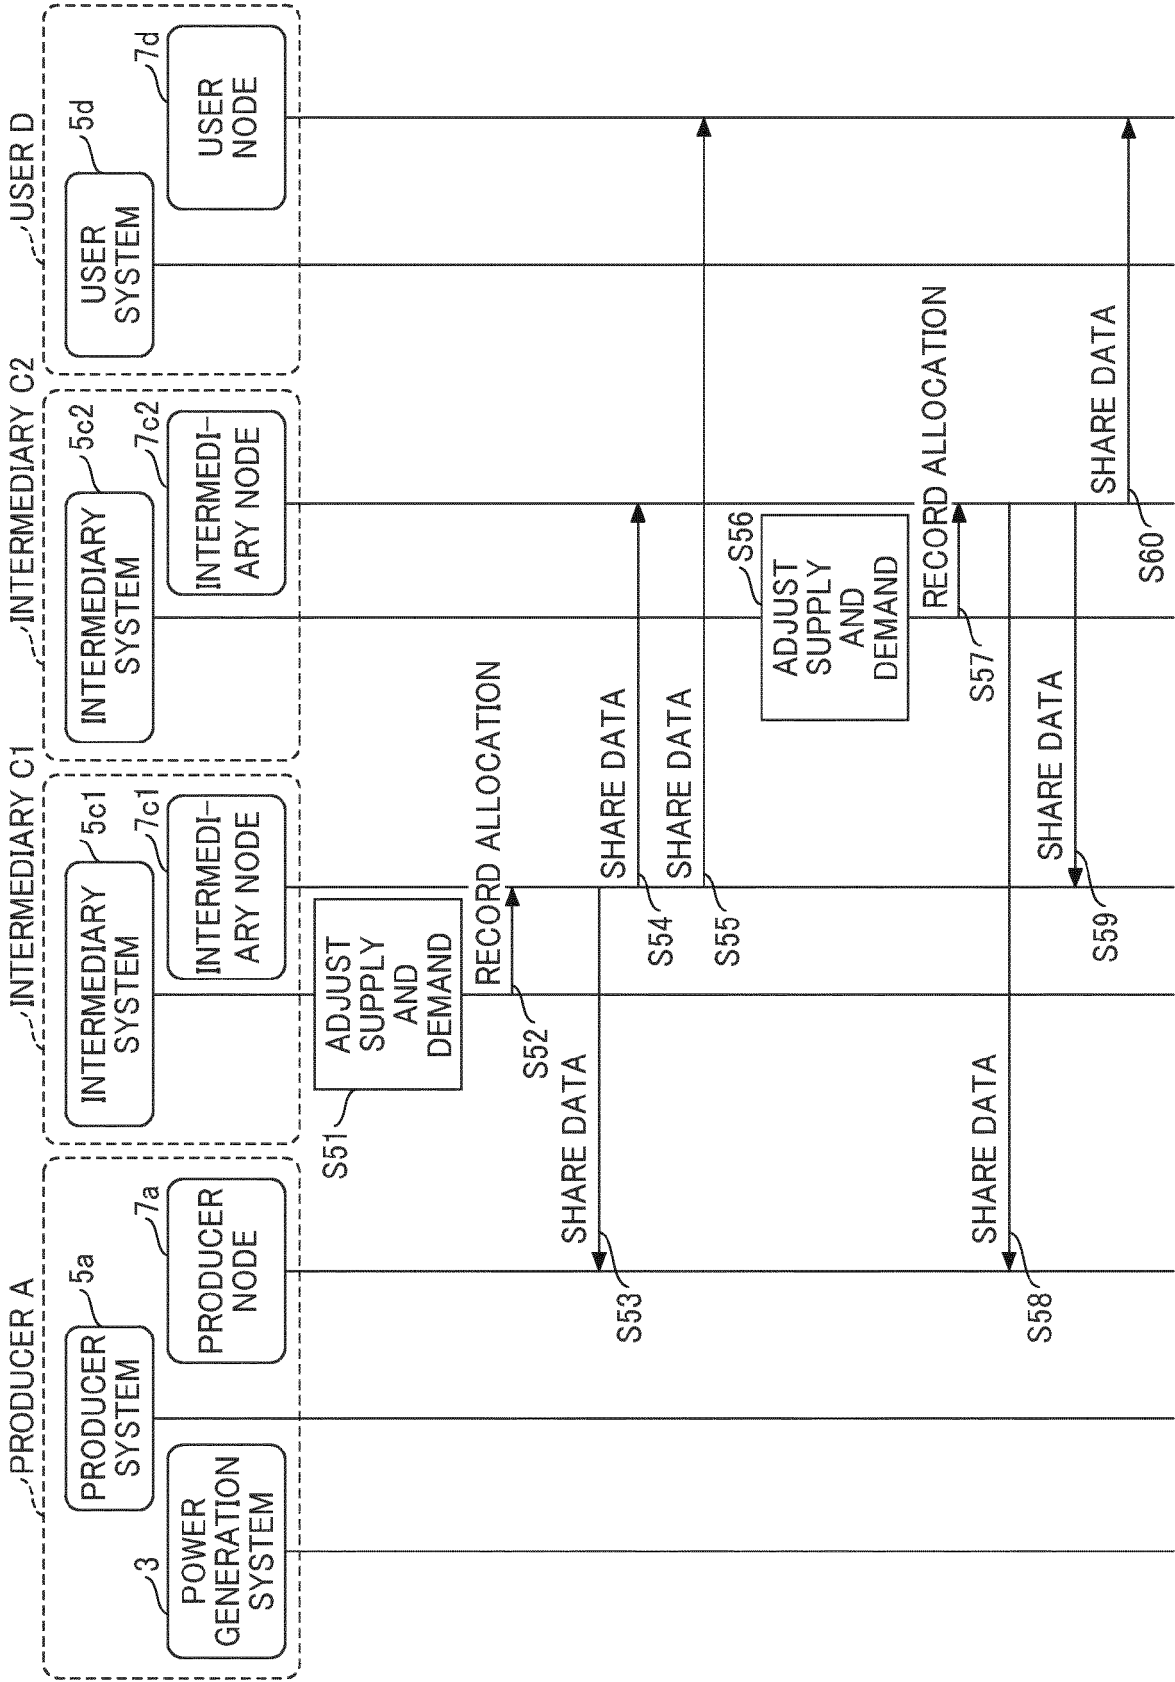 PRODUCER A
INTERMEDIARY C1
INTERMEDIARY C2
USER D
5a
PRODUCER
SYSTEM
3
POWER
GENERATION
SYSTEM
7a
PRODUCER
NODE
5c1
INTERMEDIARY
SYSTEM
7c1
INTERMEDI-
ARY NODE
5c2
INTERMEDIARY
SYSTEM
7c2
INTERMEDI-
ARY NODE
5d
USER
SYSTEM
7d
USER
NODE
S51
ADJUST
SUPPLY
AND
DEMAND
RECORD ALLOCATION
S52
SHARE DATA
S53
SHARE DATA
S54
SHARE DATA
S55
S56
ADJUST
SUPPLY
AND
DEMAND
RECORD ALLOCATION
S57
SHARE DATA
S58
SHARE DATA
S59
SHARE DATA
S60